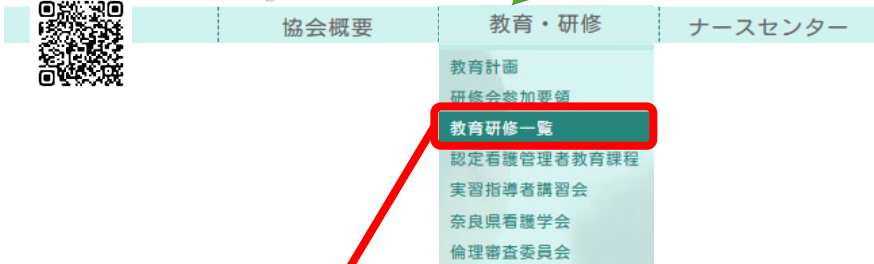 協会概要
教育・研修
ナースセンター
教育計画
研修会参加要領
教育研修一覧
認定看護管理者教育課程
実習指導者講習会
奈良県看護学会
倫理審査委員会